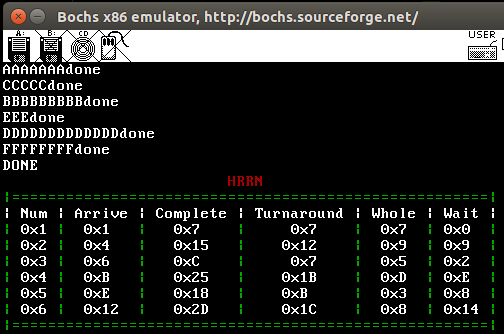 Bochs x86 emulator, http://bochs.sourceforge.net/
A: B: CD USER
AAAAAAAdone
CCCCCdone
BBBBBBBBBdone
EEEdone
DDDDDDDDDDDDDdone
FFFFFFFFdone
DONE
HRRN
|===================================================|
| Num | Arrive | Complete | Turnaround | Whole | Wait |
| 0x1 | 0x1 | 0x7 | 0x7 | 0x7 | 0x0 |
| 0x2 | 0x4 | 0x15 | 0x12 | 0x9 | 0x9 |
| 0x3 | 0x6 | 0xC | 0x7 | 0x5 | 0x2 |
| 0x4 | 0xB | 0x25 | 0x1B | 0xD | 0xE |
| 0x5 | 0xE | 0x18 | 0xB | 0x3 | 0x8 |
| 0x6 | 0x12 | 0x2D | 0x1C | 0x8 | 0x14 |
|===================================================|